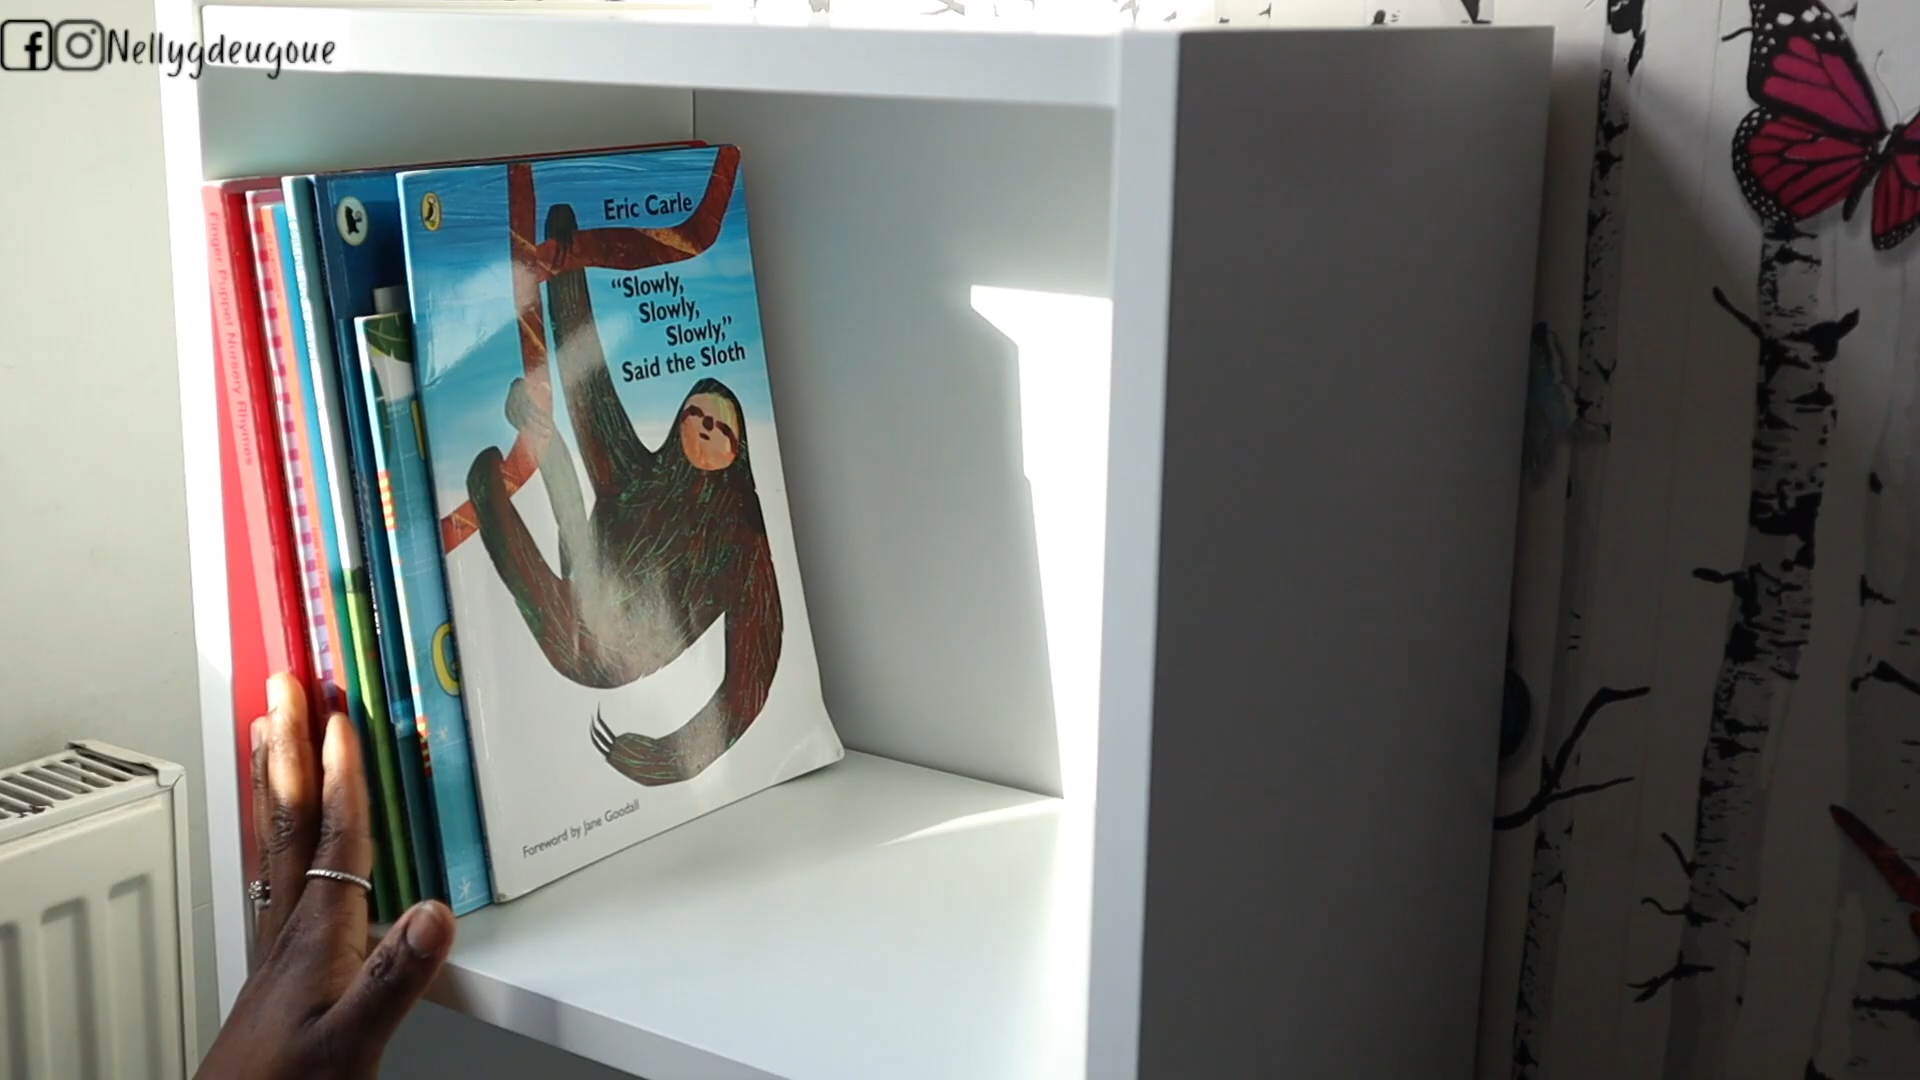 Nellygdeugoue
Eric Carle
“Slowly,
Slowly,
Slowly,”
Said the Sloth
Foreword by Jane Goodall
Finger Puppet Nursery Rhymes